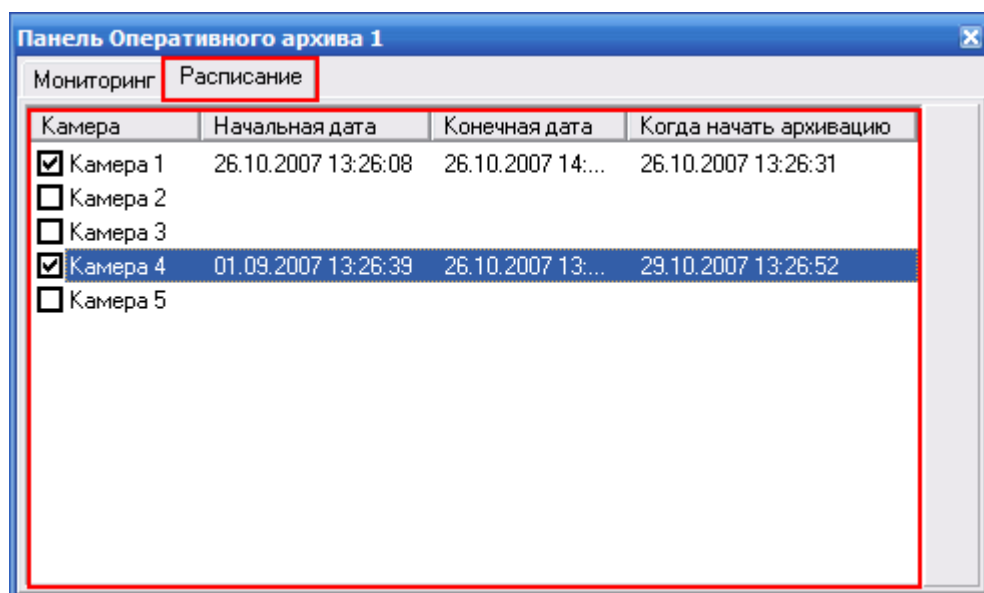 Панель Оперативного архива 1
Мониторинг Расписание
Камера Начальная дата Конечная дата Когда начать архивацию
Камера 1 26.10.2007 13:26:08 26.10.2007 14:... 26.10.2007 13:26:31
Камера 2
Камера 3
Камера 4 01.09.2007 13:26:39 26.10.2007 13:... 29.10.2007 13:26:52
Камера 5